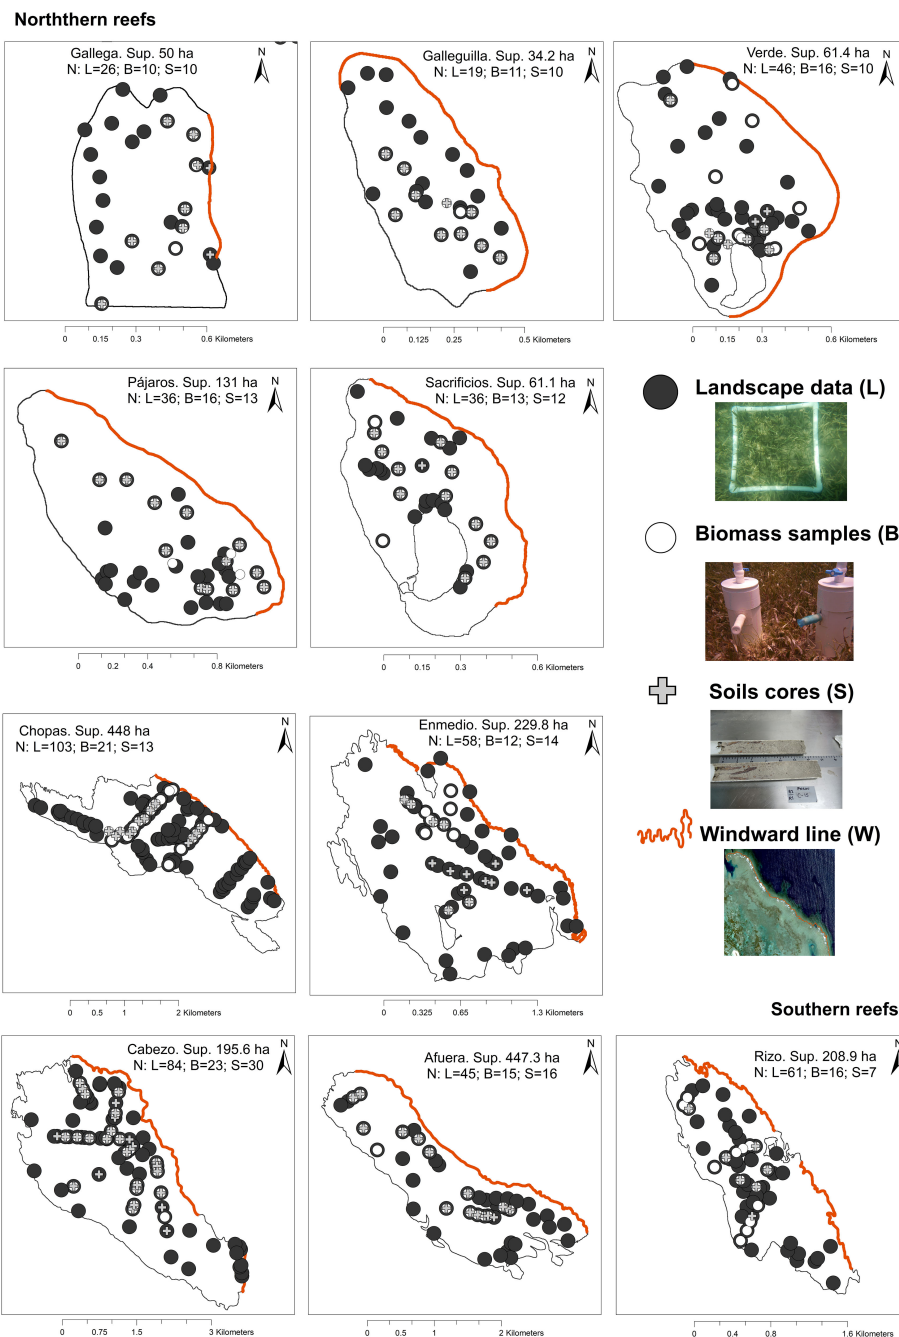 Norththern reefs
Gallega. Sup. 50 ha
N: L=26; B=10; S=10
N
0 0.15 0.3 0.6 Kilometers
Galleguilla. Sup. 34.2 ha
N: L=19; B=11; S=10
N
0 0.125 0.25 0.5 Kilometers
Verde. Sup. 61.4 ha
N: L=46; B=16; S=10
N
0 0.15 0.3 0.6 Kilometers
Pájaros. Sup. 131 ha
N: L=36; B=16; S=13
N
0 0.2 0.4 0.8 Kilometers
Sacrificios. Sup. 61.1 ha
N: L=36; B=13; S=12
N
0 0.15 0.3 0.6 Kilometers
Landscape data (L)
Biomass samples (B
Soils cores (S)
Windward line (W)
Chopas. Sup. 448 ha
N: L=103; B=21; S=13
N
0 0.5 1 2 Kilometers
Enmedio. Sup. 229.8 ha
N: L=58; B=12; S=14
N
0 0.325 0.65 1.3 Kilometers
Southern reefs
Cabezo. Sup. 195.6 ha
N: L=84; B=23; S=30
N
0 0.75 1.5 3 Kilometers
Afuera. Sup. 447.3 ha
N: L=45; B=15; S=16
N
0 0.5 1 2 Kilometers
Rizo. Sup. 208.9 ha
N: L=61; B=16; S=7
N
0 0.4 0.8 1.6 Kilometers